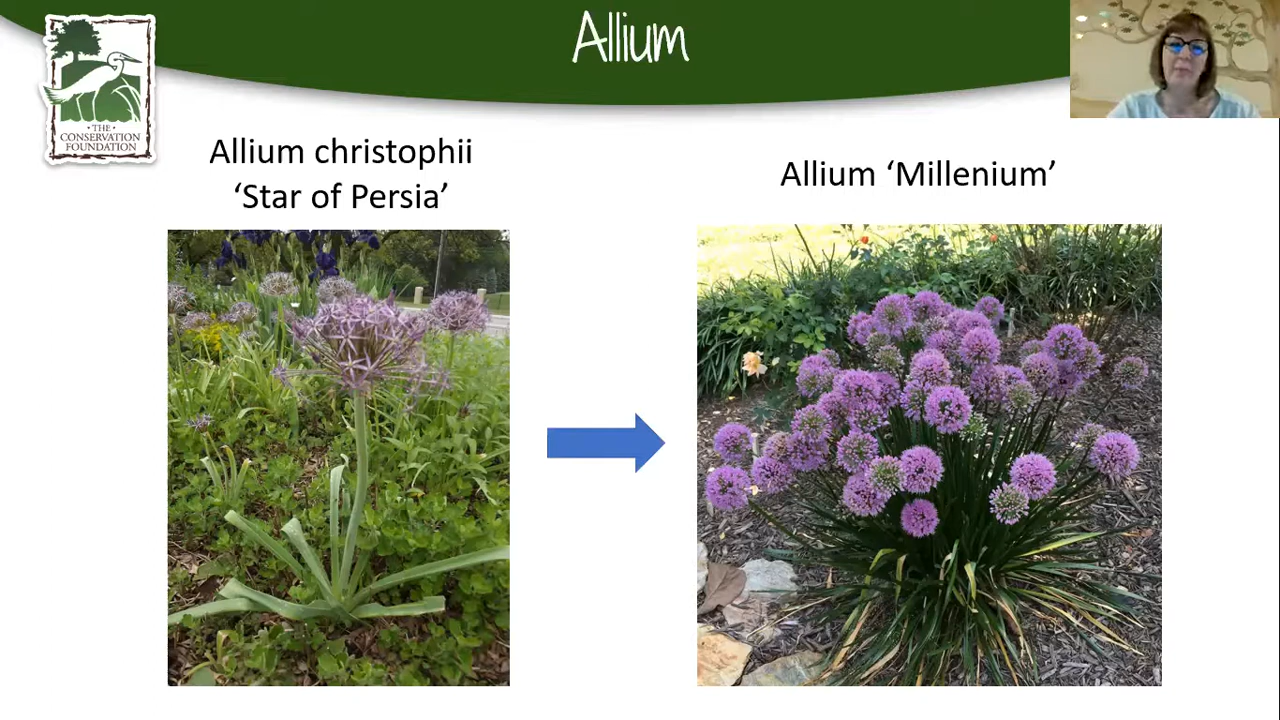 Allium
THE
CONSERVATION
FOUNDATION
Allium christophii
‘Star of Persia’
Allium ‘Millenium’